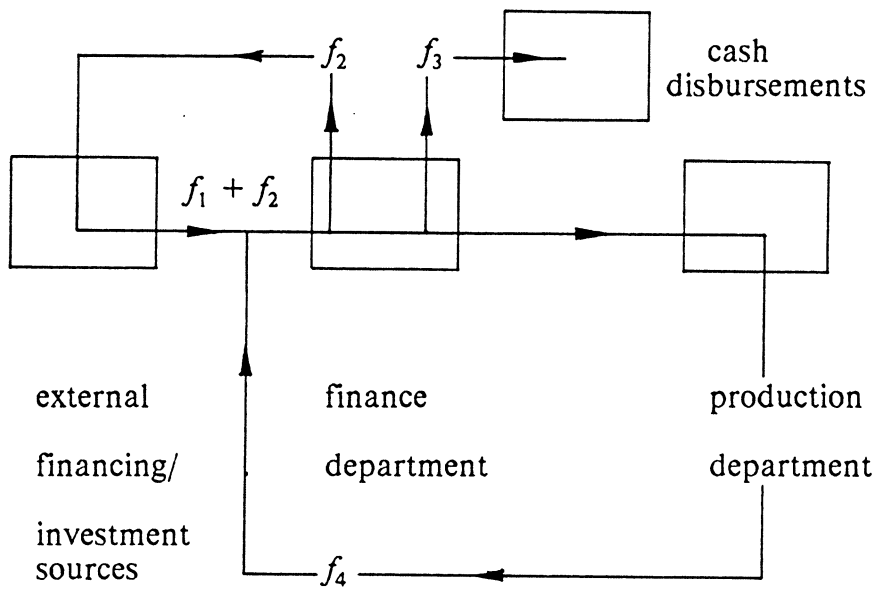 f₂
f₃
cash
disbursements
f₁ + f₂
external
financing/
investment
sources
finance
department
production
department
f₄